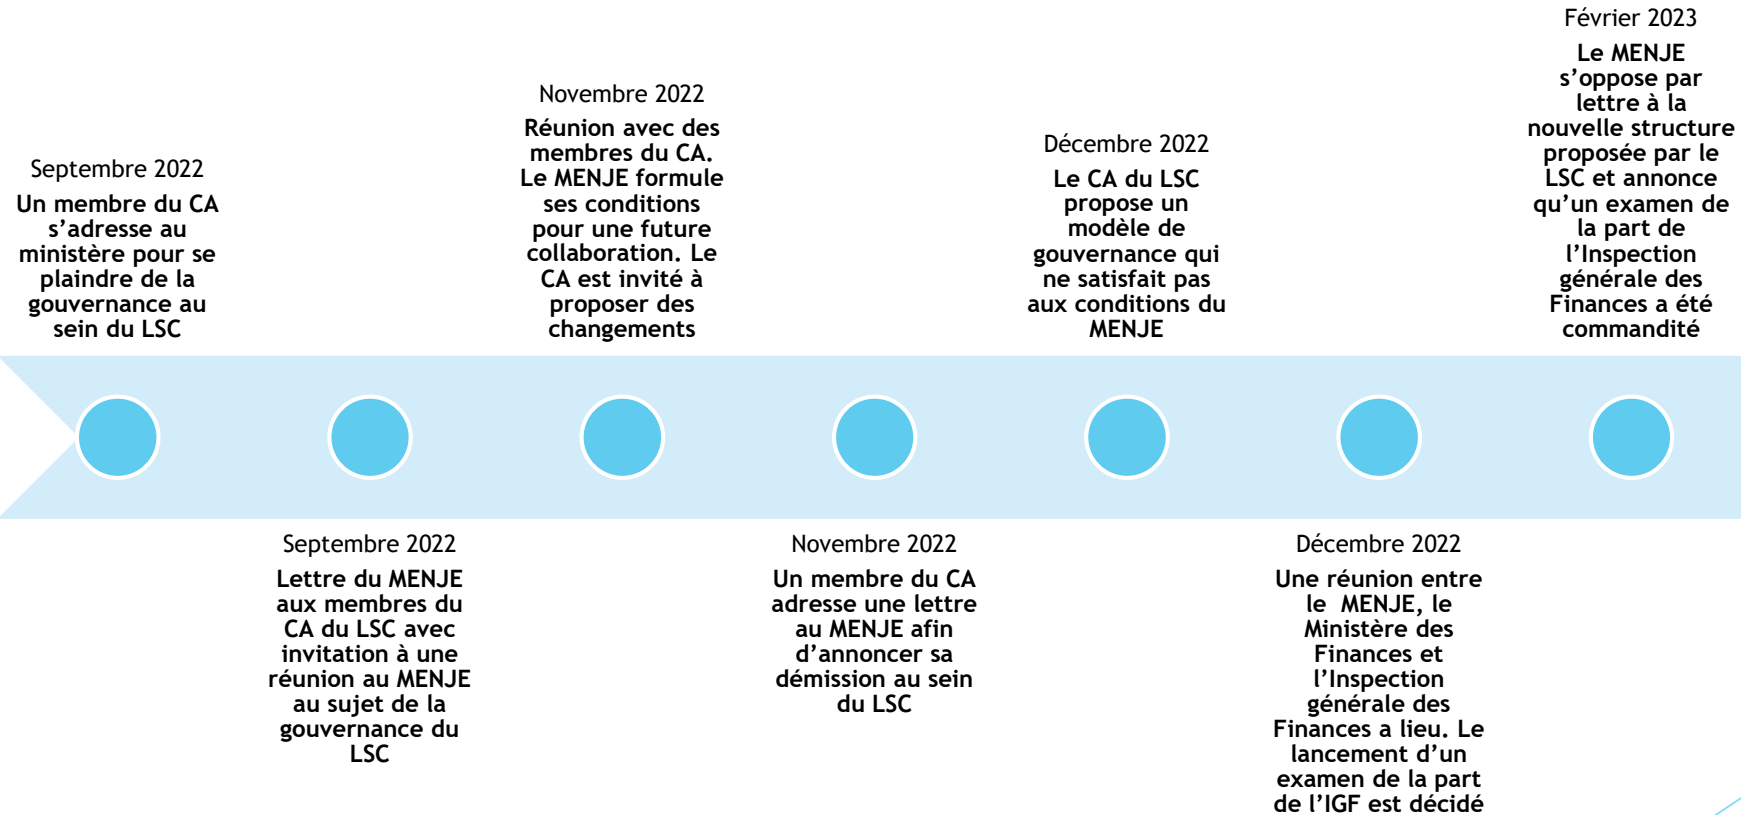 Septembre 2022
Un membre du CA
s’adresse au
ministère pour se
plaindre de la
gouvernance au
sein du LSC
Septembre 2022
Lettre du MENJE
aux membres du
CA du LSC avec
invitation à une
réunion au MENJE
au sujet de la
gouvernance du
LSC
Novembre 2022
Réunion avec des
membres du CA.
Le MENJE formule
ses conditions
pour une future
collaboration. Le
CA est invité à
proposer des
changements
Novembre 2022
Un membre du CA
adresse une lettre
au MENJE afin
d’annoncer sa
démission au sein
du LSC
Décembre 2022
Le CA du LSC
propose un
modèle de
gouvernance qui
ne satisfait pas
aux conditions du
MENJE
Décembre 2022
Une réunion entre
le MENJE, le
Ministère des
Finances et
l’Inspection
générale des
Finances a lieu. Le
lancement d’un
examen de la part
de l’IGF est décidé
Février 2023
Le MENJE
s’oppose par
lettre à la
nouvelle structure
proposée par le
LSC et annonce
qu’un examen de
la part de
l’Inspection
générale des
Finances a été
commandité